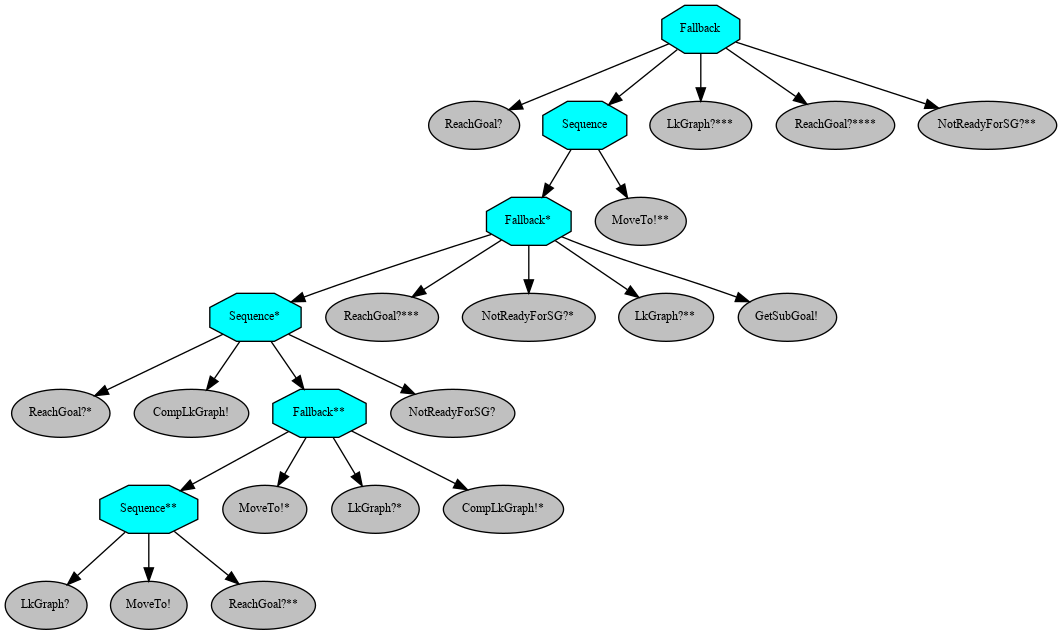 Fallback
ReachGoal?
Sequence
LkGraph?***
ReachGoal?****
NotReadyForSG?**
Fallback*
MoveTo!**
Sequence*
ReachGoal?***
NotReadyForSG?*
LkGraph?**
GetSubGoal!
ReachGoal?*
CompLkGraph!
Fallback**
NotReadyForSG?
Sequence**
MoveTo!*
LkGraph?*
CompLkGraph!*
LkGraph?
MoveTo!
ReachGoal?**